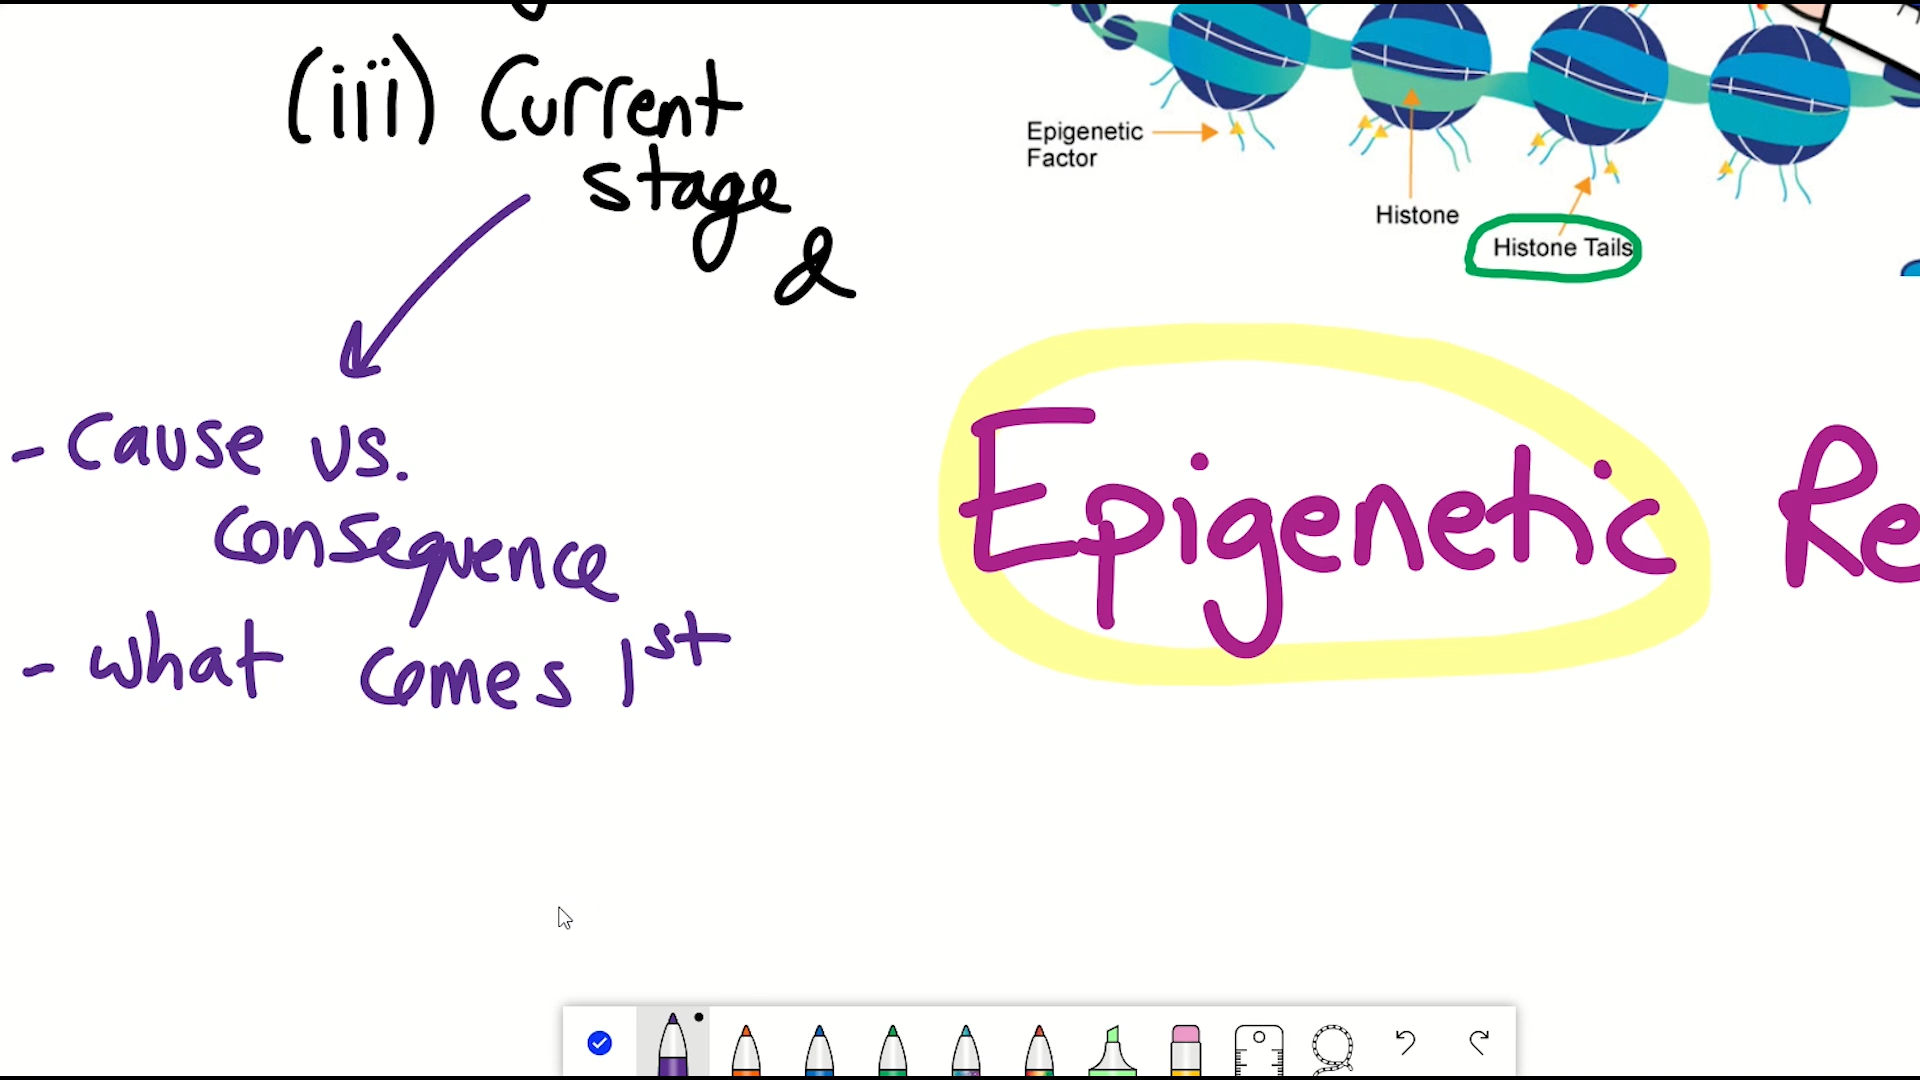 (iii) Current
stage
&
- Cause vs.
consequence
- what comes 1st
Epigenetic
Factor
Histone
Histone Tails
Epigenetic Re